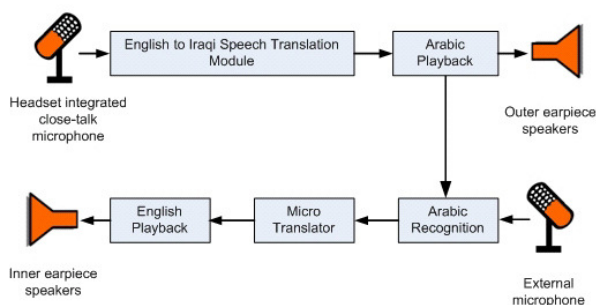 English to Iraqi Speech Translation
Module
Arabic
Playback
Headset integrated
close-talk
microphone
Outer earpiece
speakers
English
Playback
Micro
Translator
Arabic
Recognition
Inner earpiece
speakers
External
microphone